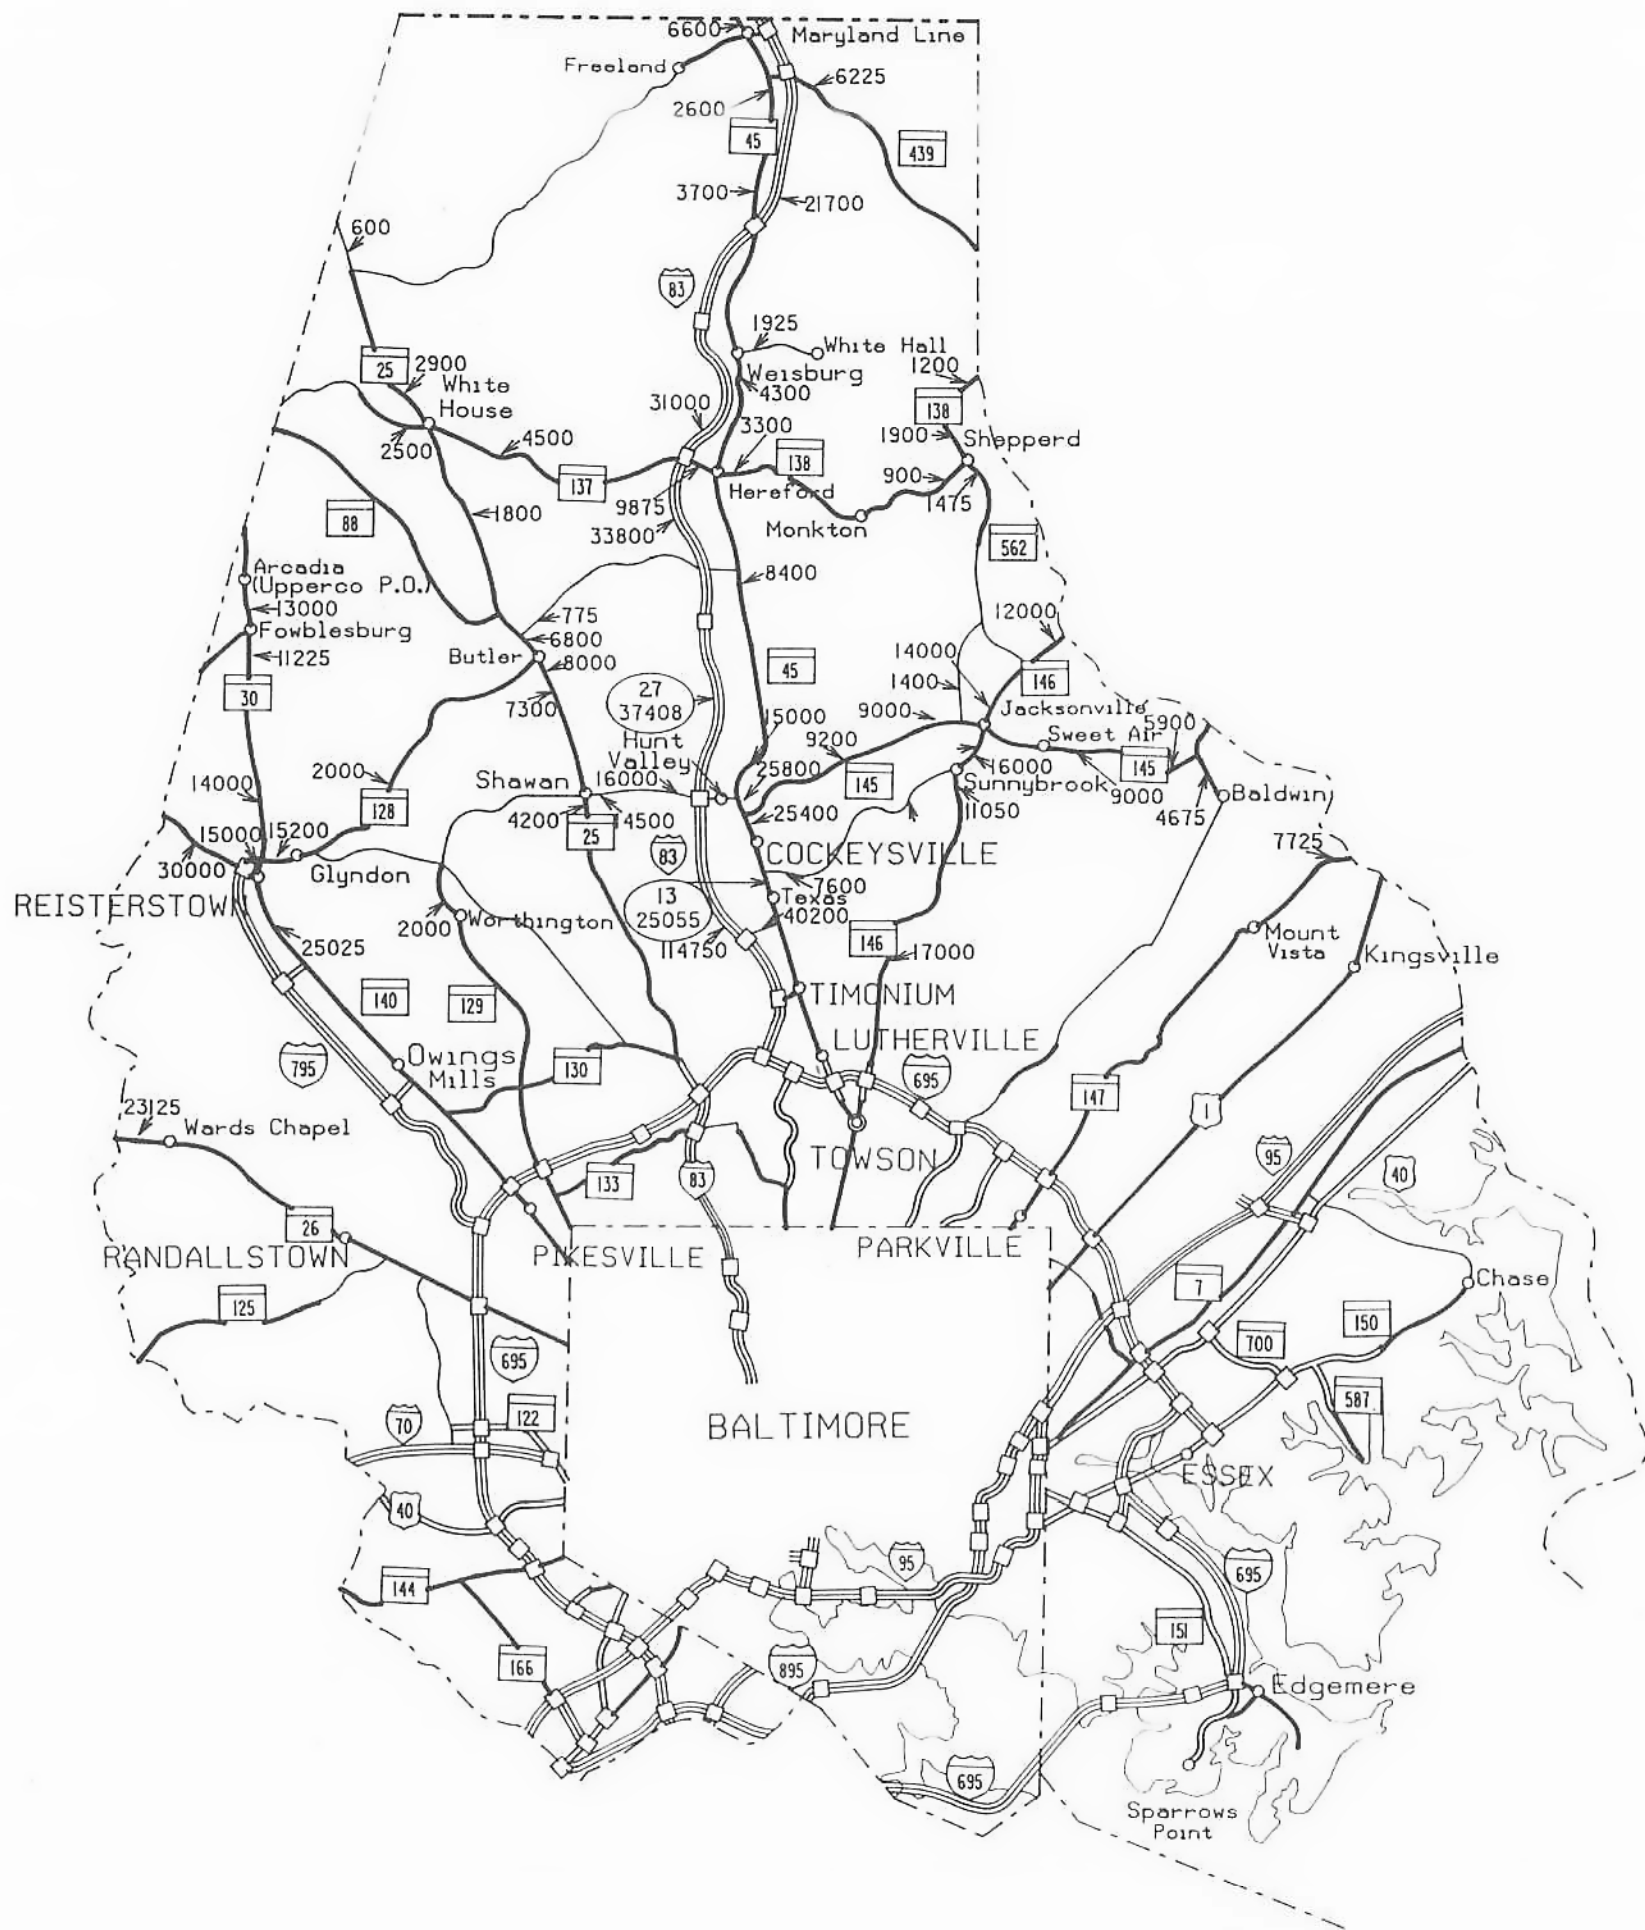 6600
Maryland Line
Freeland
6225
2600
45
439
3700
21700
600
83
1925
White Hall
25
2900
White
House
Weisburg
4300
1200
138
31000
3300
1900
Shepperd
2500
4500
137
138
900
1475
9875
Hereford
88
1800
33800
Monkton
562
Arcadia
(Upperco P.O.)
8400
13000
775
12000
Fowblesburg
6800
11225
Butler
8000
14000
45
30
27
37408
1400
146
7300
15000
9000
Jacksonville
5900
Hunt
Valley
9200
Sweet Air
2000
Shawan
16000
25800
16000
145
14000
128
145
Sunnybrook
9000
Baldwin
4200
4500
25400
11050
4675
15000
15200
25
83
COCKEYSVILLE
7725
30000
Glyndon
7600
REISTERSTOWN
13
25055
Texas
2000
Worthington
40200
25025
114750
146
17000
Mount
Vista
Kingsville
140
129
TIMONIUM
LUTHERVILLE
795
Owings
Mills
130
695
147
1
23125
Wards Chapel
TOWSON
95
40
133
83
26
RANDALLSTOWN
PIKESVILLE
PARKVILLE
7
Chase
125
150
700
695
587
70
122
BALTIMORE
ESSEX
40
95
144
695
151
166
895
Edgemere
695
Sparrows
Point